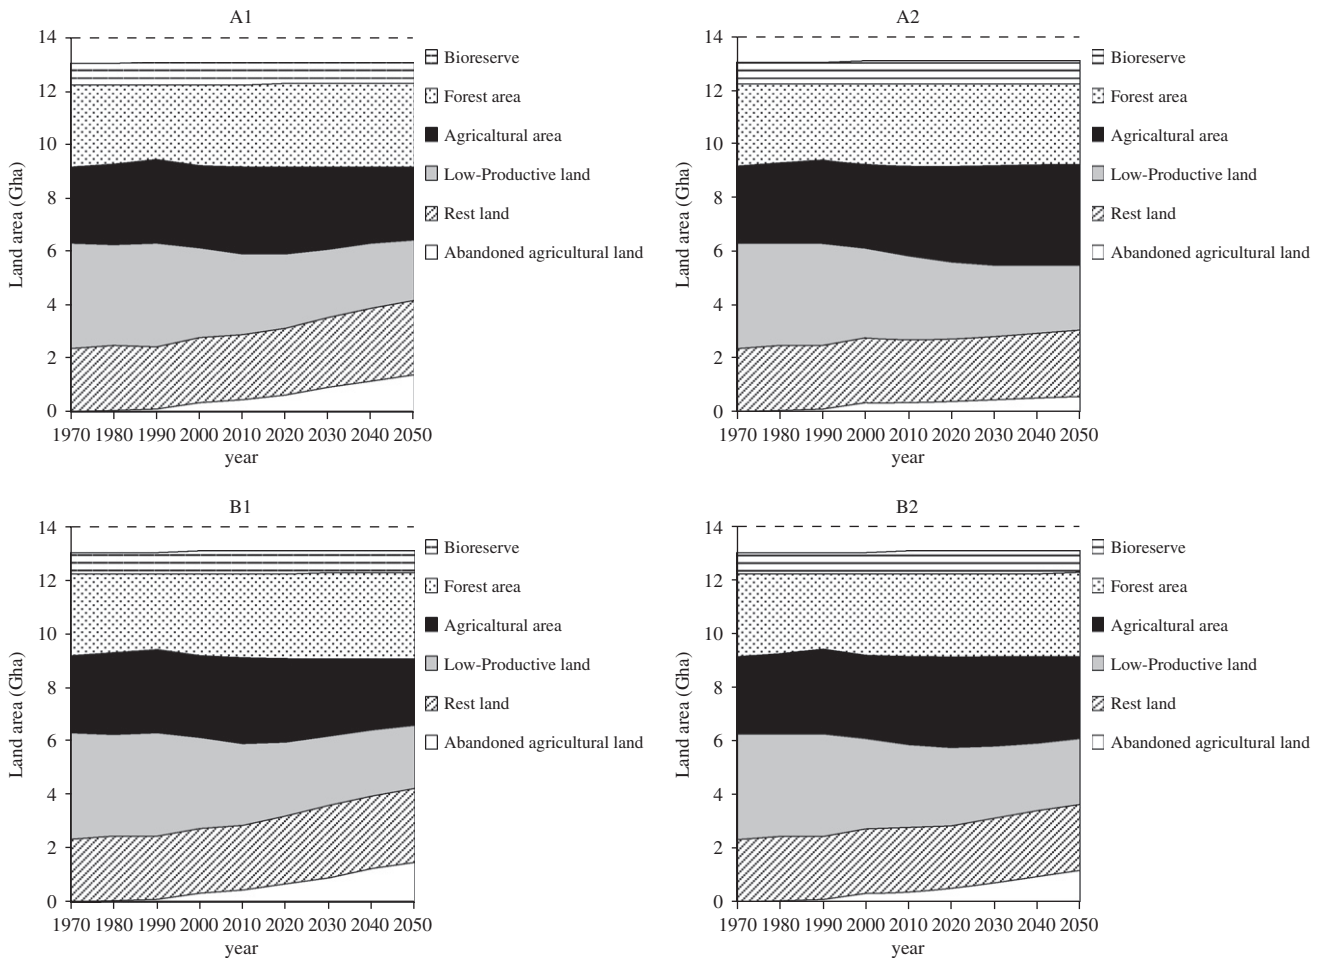 A1
14
12
10
8
6
4
2
0
Land area (Gha)
1970 1980 1990 2000 2010 2020 2030 2040 2050
year
Bioreserve
Forest area
Agricaltural area
Low-Productive land
Rest land
Abandoned agricultural land
A2
14
12
10
8
6
4
2
0
Land area (Gha)
1970 1980 1990 2000 2010 2020 2030 2040 2050
year
Bioreserve
Forest area
Agricaltural area
Low-Productive land
Rest land
Abandoned agricultural land
B1
14
12
10
8
6
4
2
0
Land area (Gha)
1970 1980 1990 2000 2010 2020 2030 2040 2050
year
Bioreserve
Forest area
Agricaltural area
Low-Productive land
Rest land
Abandoned agricultural land
B2
14
12
10
8
6
4
2
0
Land area (Gha)
1970 1980 1990 2000 2010 2020 2030 2040 2050
year
Bioreserve
Forest area
Agricaltural area
Low-Productive land
Rest land
Abandoned agricultural land